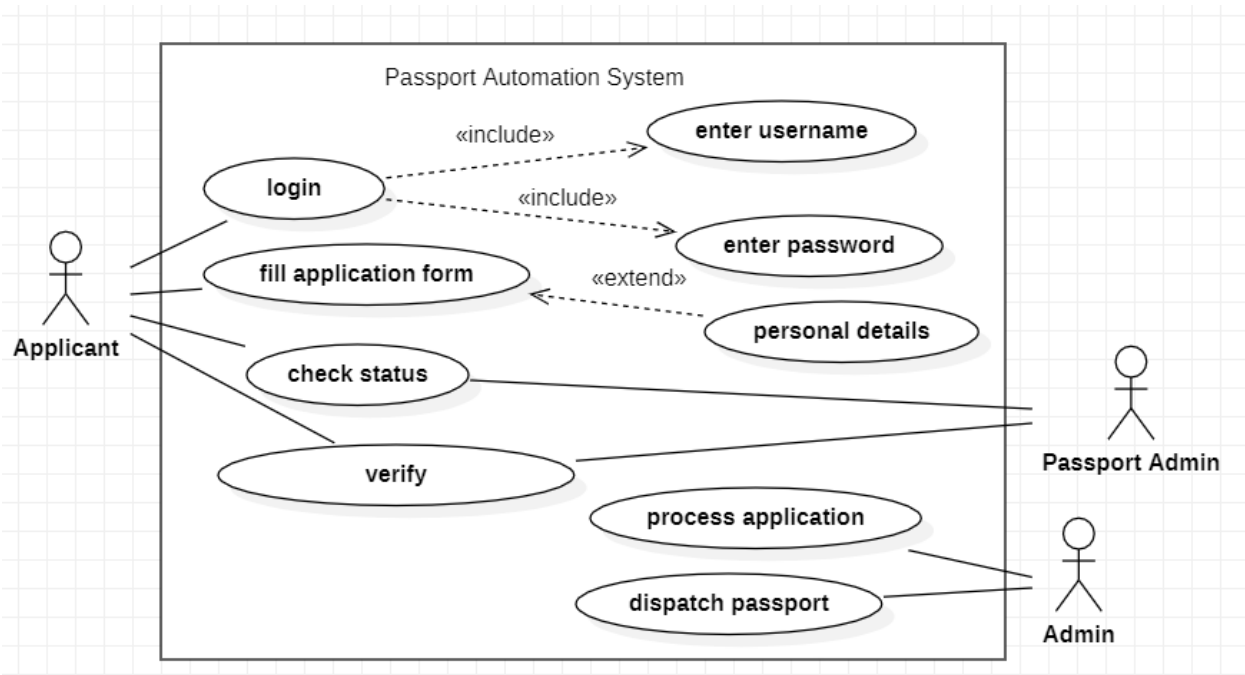 Passport Automation System
«include»
enter username
login
«include»
enter password
fill application form
«extend»
personal details
Applicant
check status
Passport Admin
verify
process application
dispatch passport
Admin